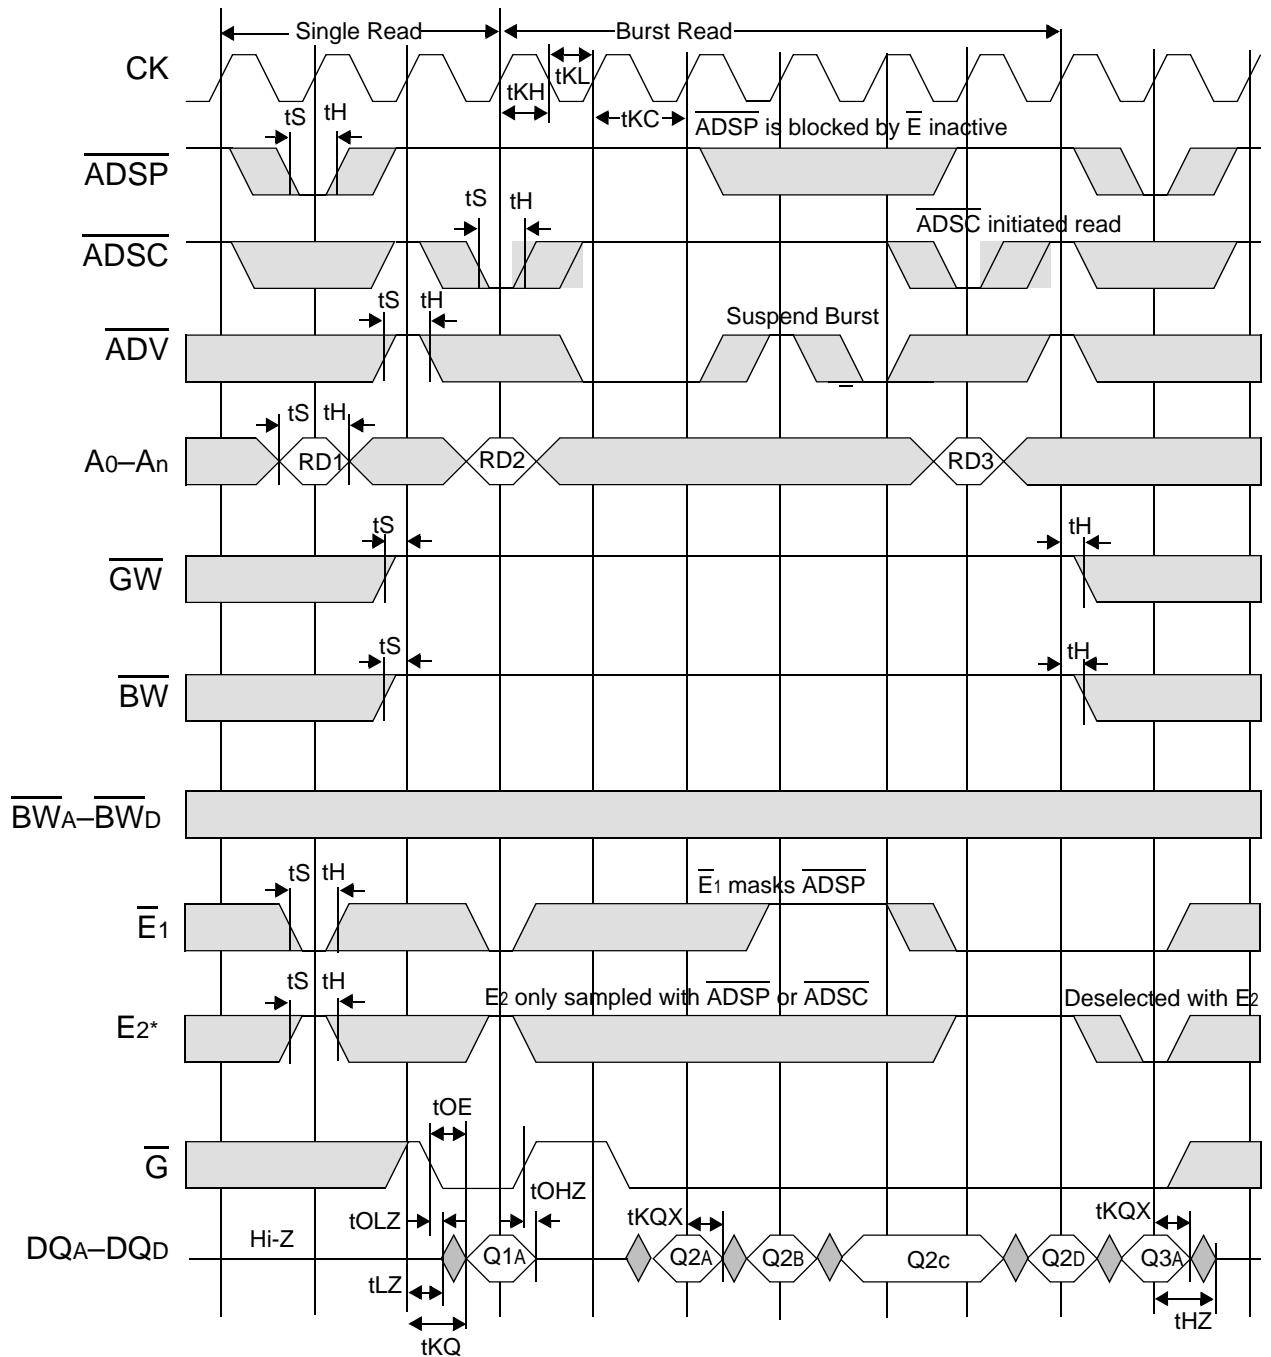 Single Read
Burst Read
CK
tKL
tKH
tS tH
tKC
ADSP is blocked by E inactive
ADSP
tS tH
ADSC initiated read
ADSC
tS tH
Suspend Burst
ADV
tS tH
A0–An
RD1 RD2 RD3
tS
tH
GW
tS
tH
BW
BWA–BWD
tS tH
E1 masks ADSP
E1
tS tH
E2 only sampled with ADSP or ADSC
Deselected with E2
E2*
tOE
G
tOHZ
tOLZ
tKQX
tKQX
DQA–DQD
Hi-Z
Q1A Q2A Q2B Q2c Q2D Q3A
tLZ
tHZ
tKQ